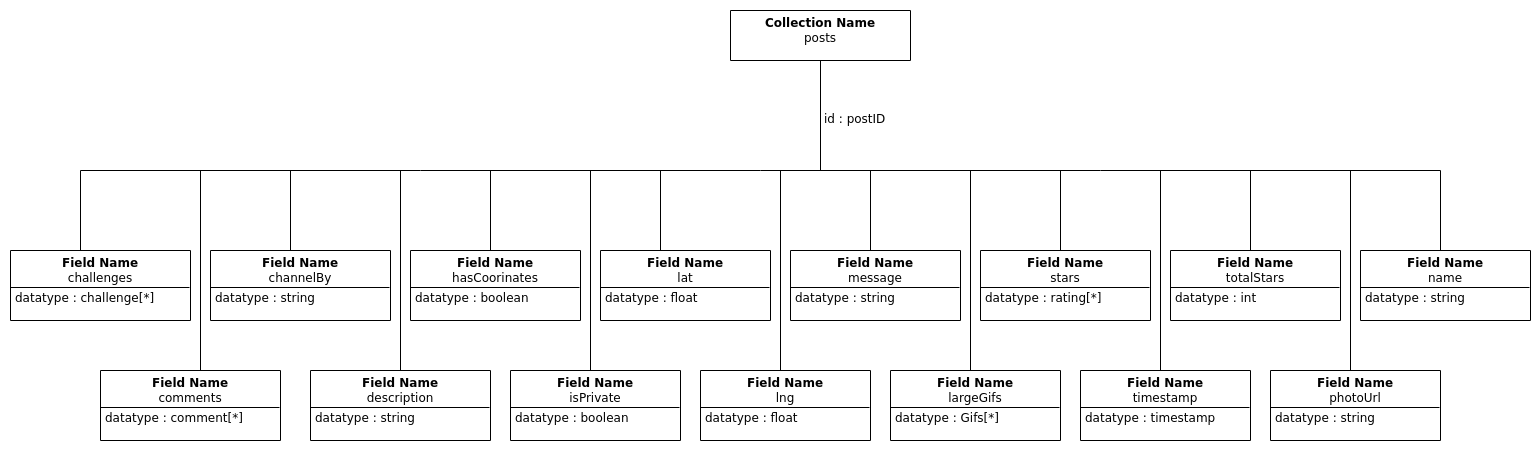 Collection Name
posts
id : postID
Field Name
challenges
datatype : challenge[*]
Field Name
channelBy
datatype : string
Field Name
hasCoorinates
datatype : boolean
Field Name
lat
datatype : float
Field Name
message
datatype : string
Field Name
stars
datatype : rating[*]
Field Name
totalStars
datatype : int
Field Name
name
datatype : string
Field Name
comments
datatype : comment[*]
Field Name
description
datatype : string
Field Name
isPrivate
datatype : boolean
Field Name
lng
datatype : float
Field Name
largeGifs
datatype : Gifs[*]
Field Name
timestamp
datatype : timestamp
Field Name
photoUrl
datatype : string